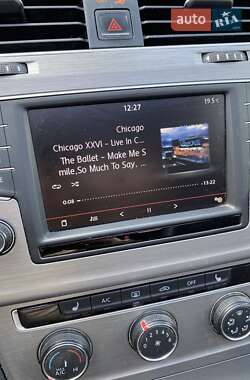 auto RIA .com
12:27
19.5°C
Chicago
Chicago XXVI - Live In C...
The Ballet - Make Me S
mile,So Much To Say, ...
0:08
-13:22
A/C
A/C